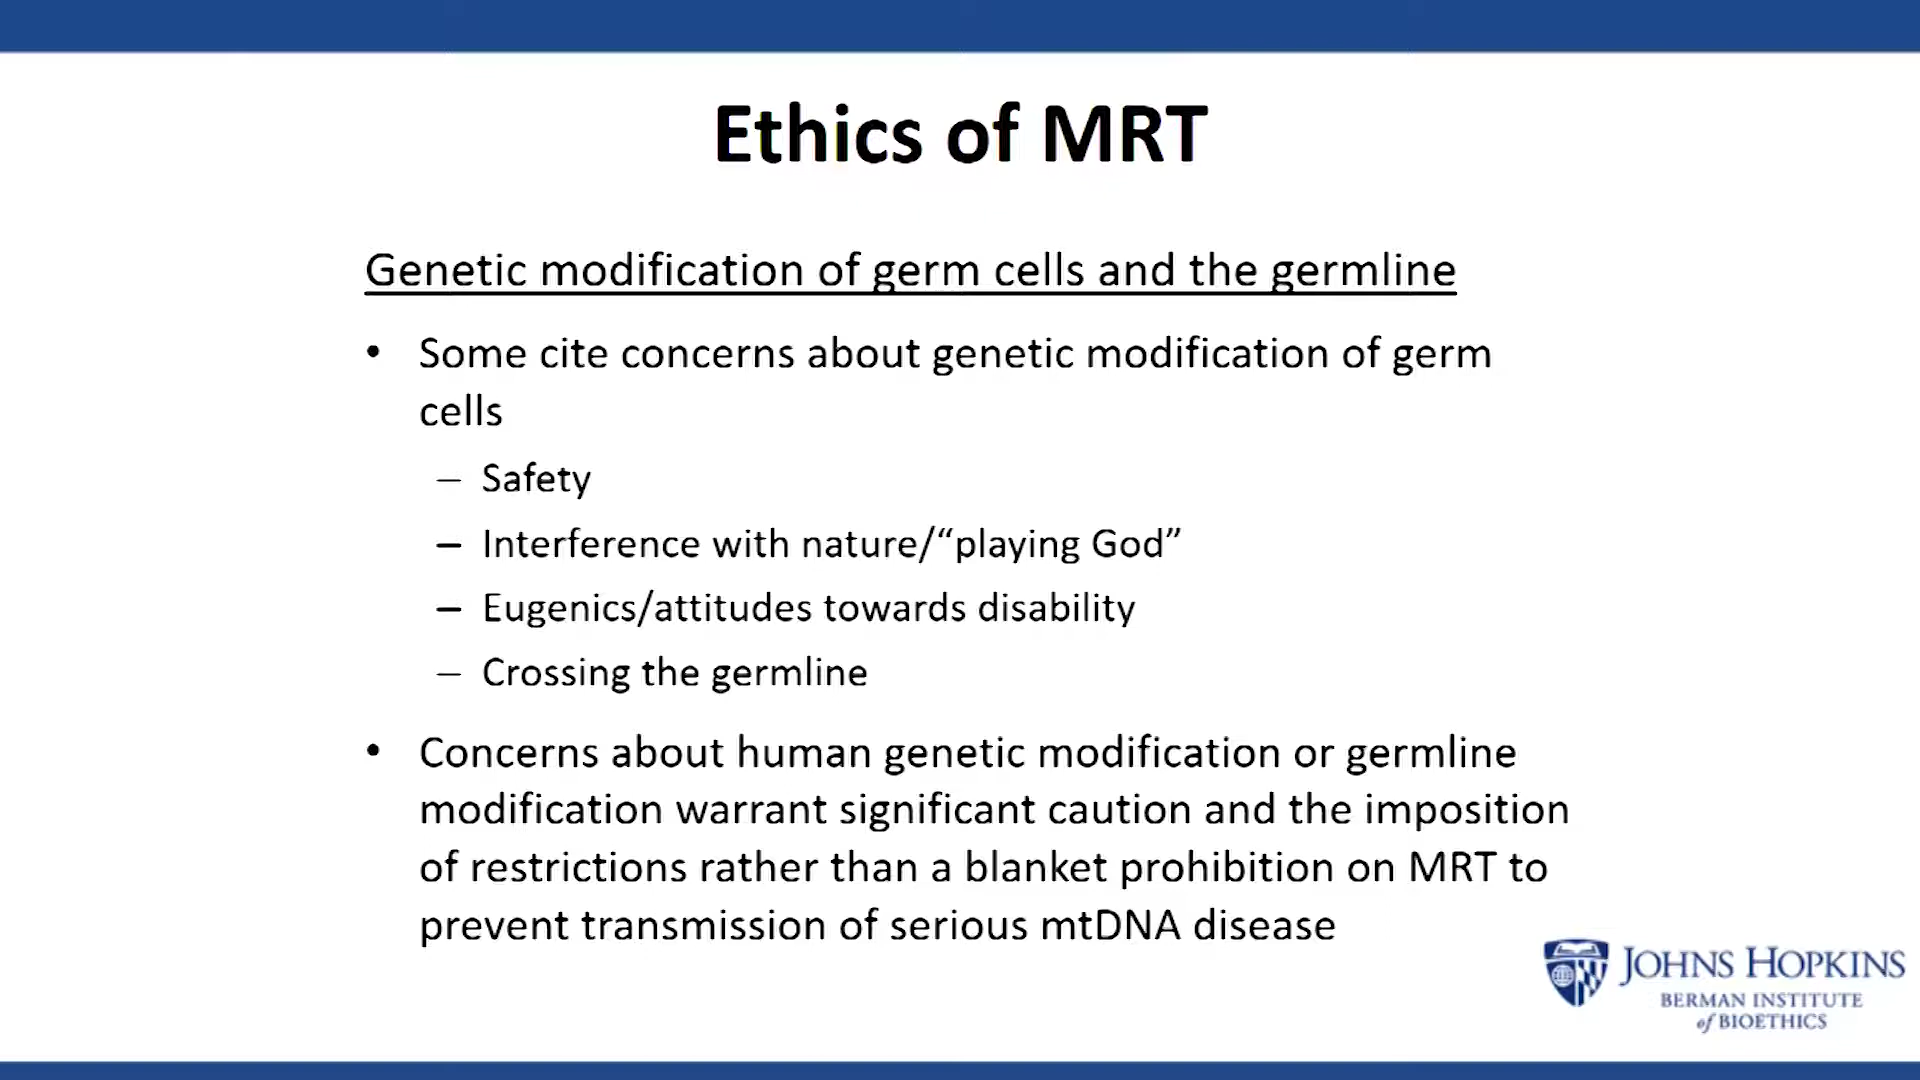 Ethics of MRT
Genetic modification of germ cells and the germline
• Some cite concerns about genetic modification of germ
cells
– Safety
– Interference with nature/“playing God”
– Eugenics/attitudes towards disability
– Crossing the germline
• Concerns about human genetic modification or germline
modification warrant significant caution and the imposition
of restrictions rather than a blanket prohibition on MRT to
prevent transmission of serious mtDNA disease
JOHNS HOPKINS
BERMAN INSTITUTE
of BIOETHICS